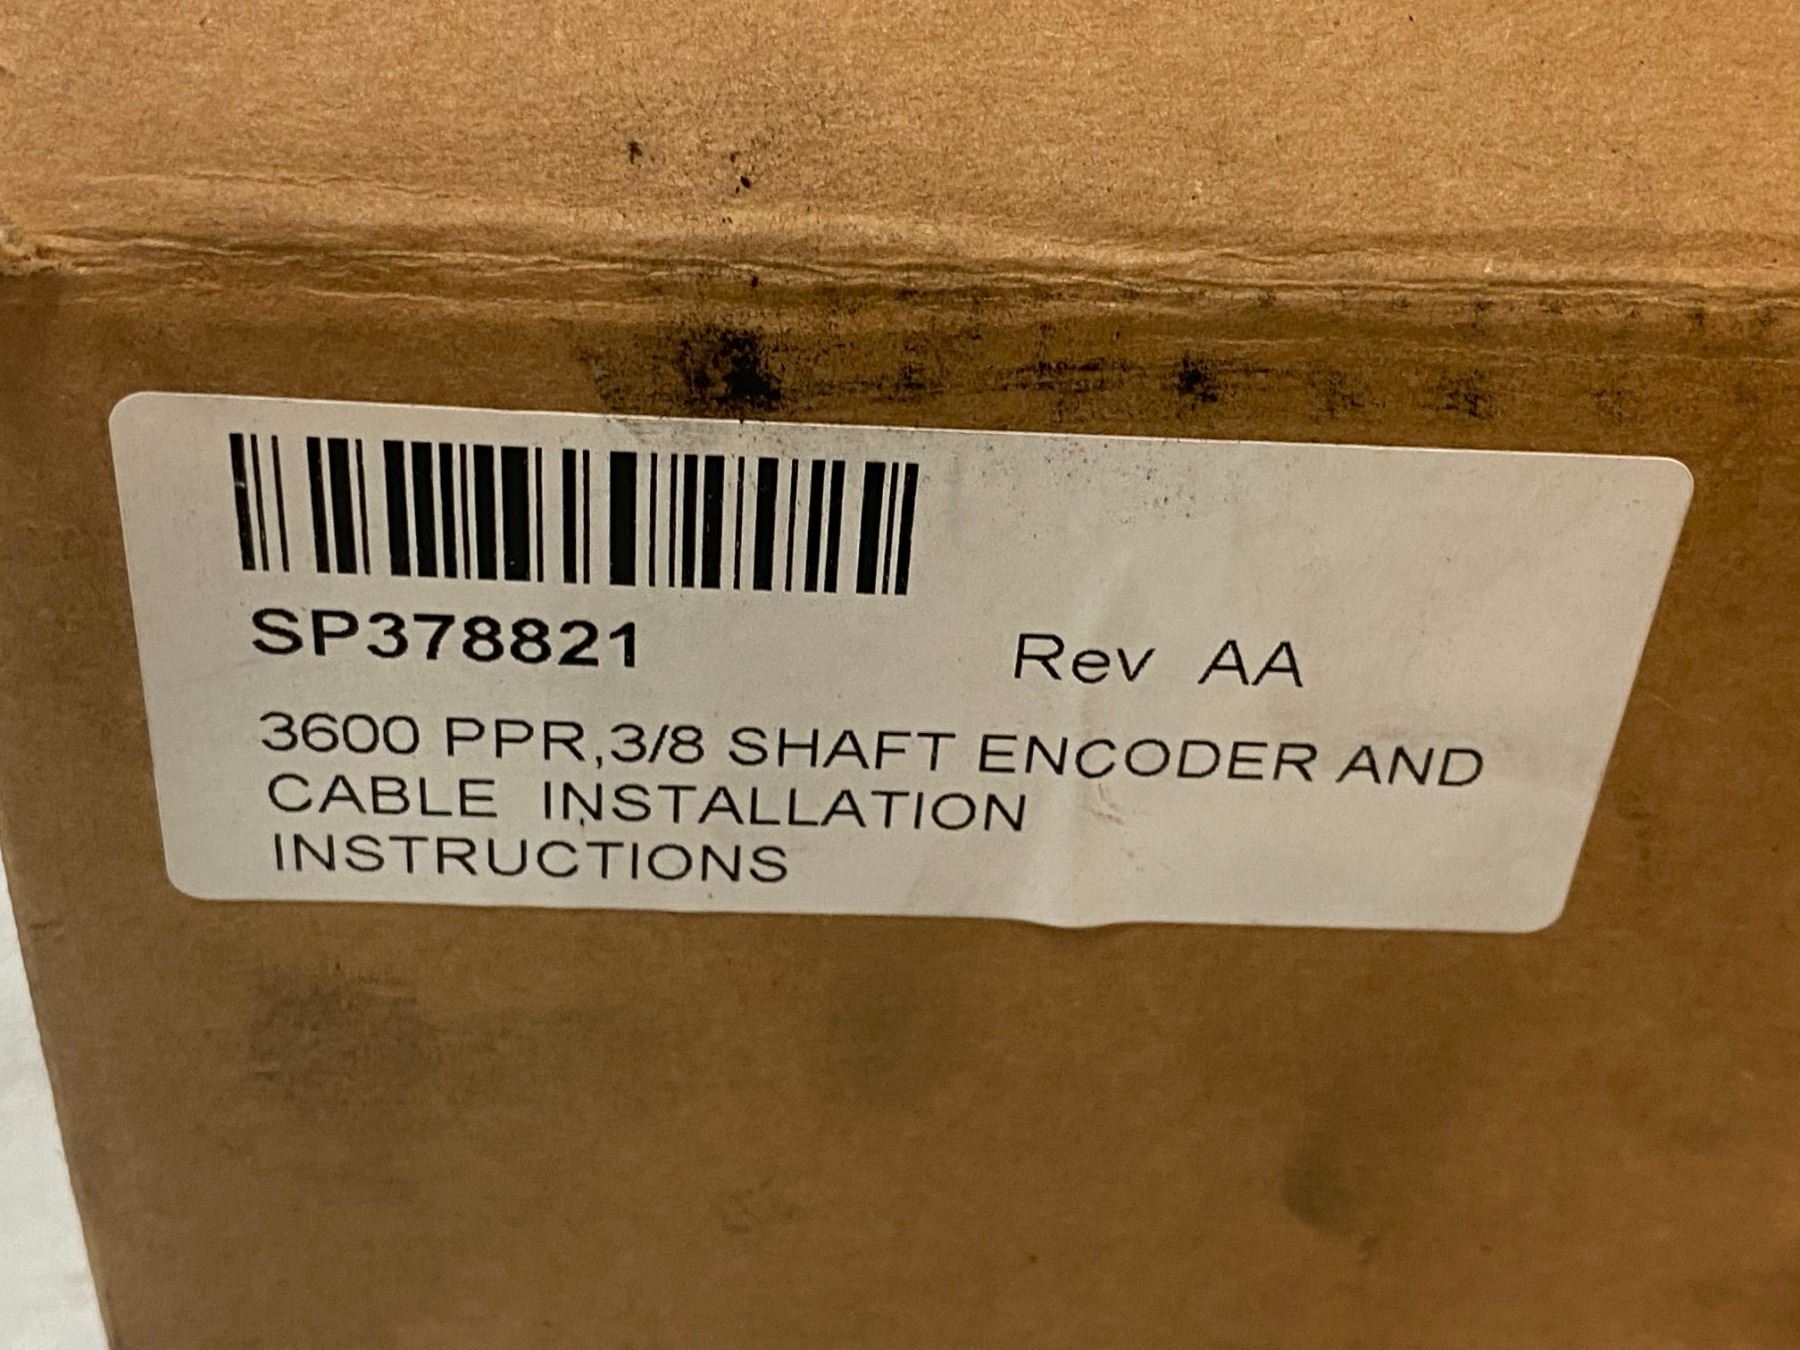 SP378821 Rev AA
3600 PPR,3/8 SHAFT ENCODER AND
CABLE INSTALLATION
INSTRUCTIONS